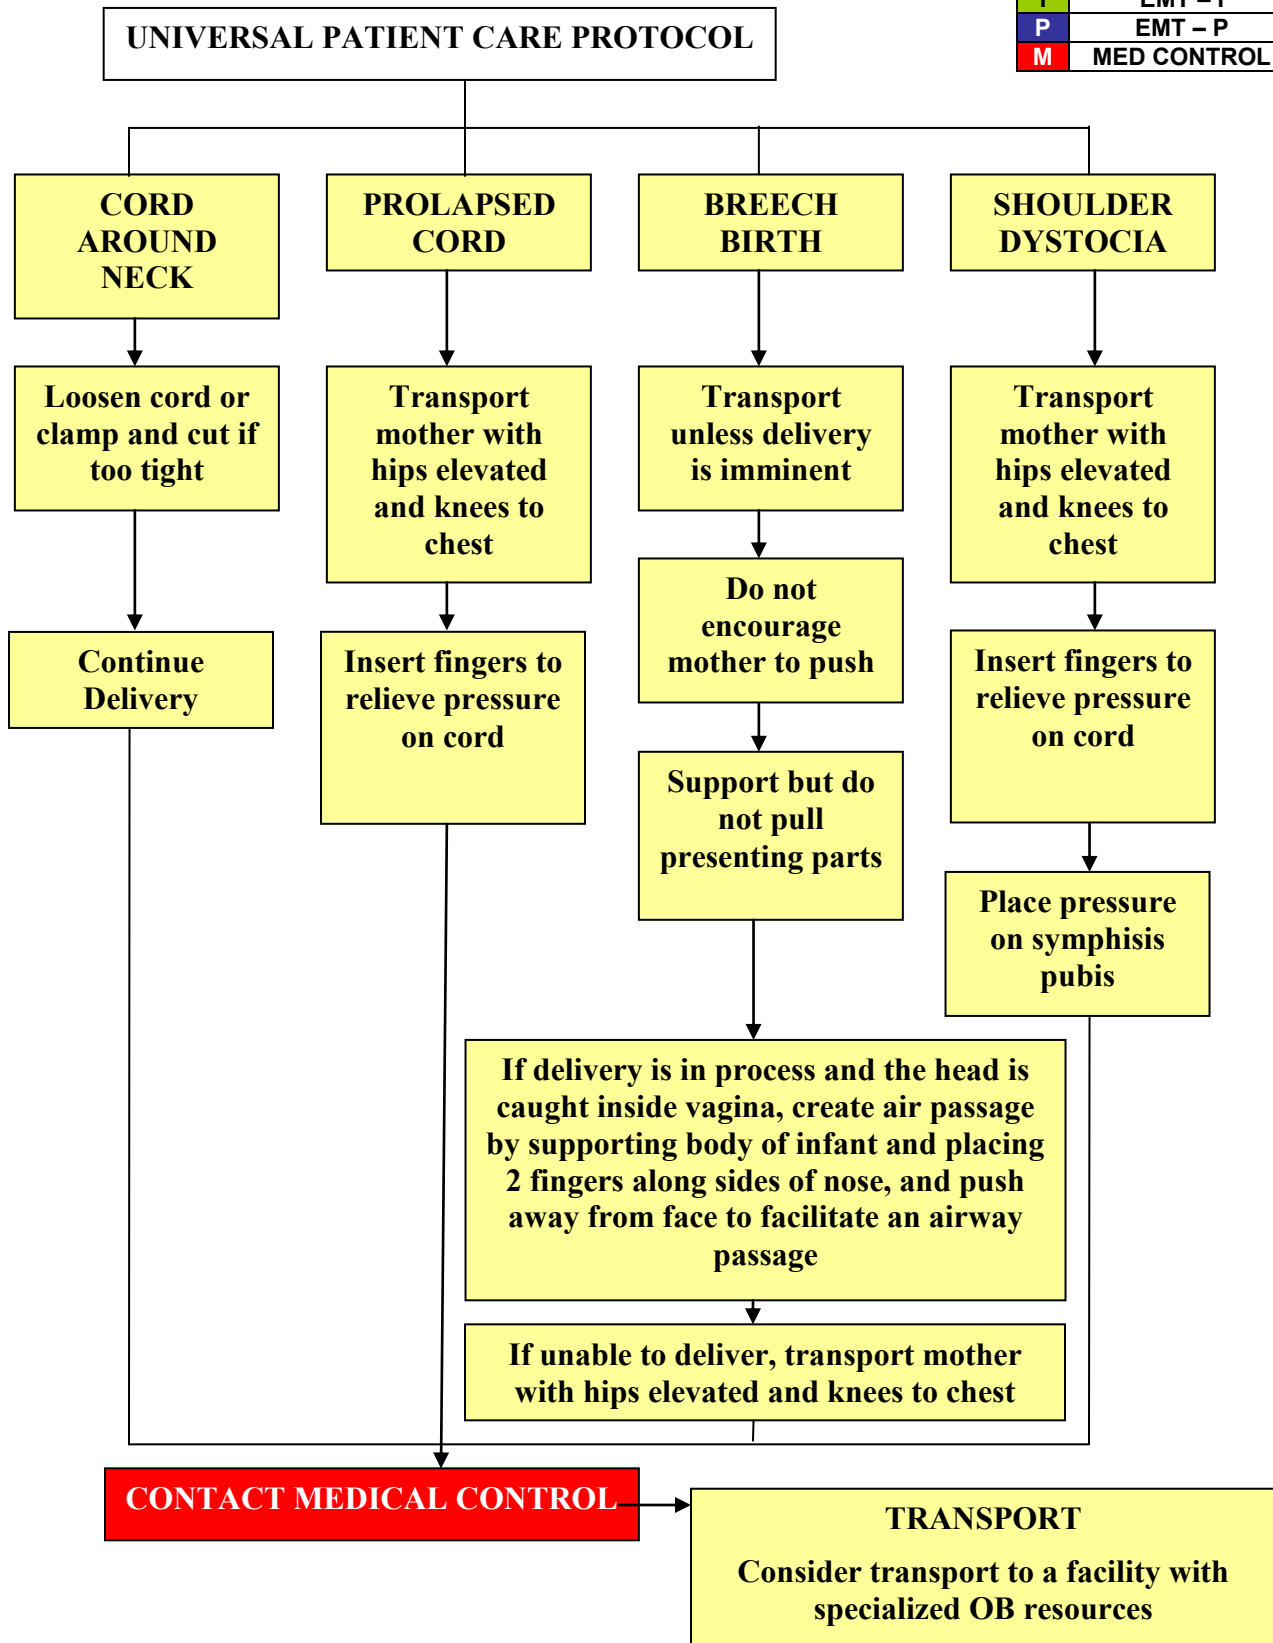 EMT – I
P EMT – P
M MED CONTROL
UNIVERSAL PATIENT CARE PROTOCOL
CORD
AROUND
NECK
Loosen cord or
clamp and cut if
too tight
Continue
Delivery
PROLAPSED
CORD
Transport
mother with
hips elevated
and knees to
chest
Insert fingers to
relieve pressure
on cord
BREECH
BIRTH
Transport
unless delivery
is imminent
Do not
encourage
mother to push
Support but do
not pull
presenting parts
If delivery is in process and the head is
caught inside vagina, create air passage
by supporting body of infant and placing
2 fingers along sides of nose, and push
away from face to facilitate an airway
passage
If unable to deliver, transport mother
with hips elevated and knees to chest
SHOULDER
DYSTOCIA
Transport
mother with
hips elevated
and knees to
chest
Insert fingers to
relieve pressure
on cord
Place pressure
on symphisis
pubis
CONTACT MEDICAL CONTROL
TRANSPORT
Consider transport to a facility with
specialized OB resources